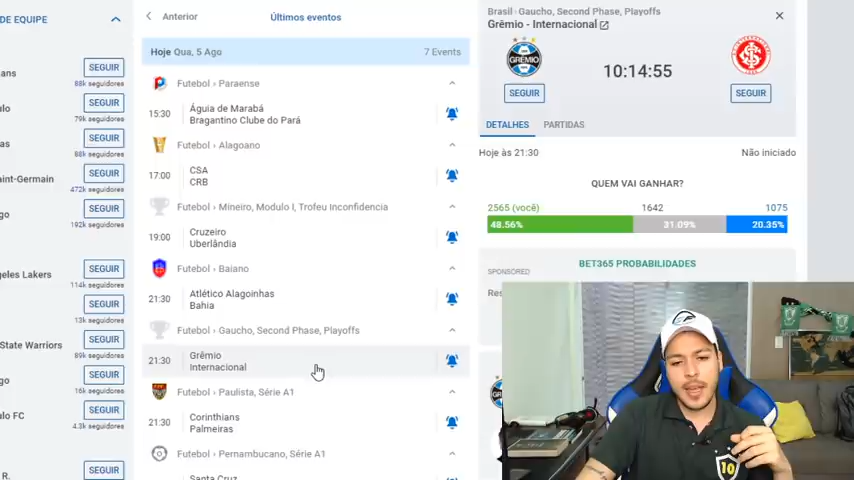 DE EQUIPE
ans
SEGUIR
88k seguidores
lo
SEGUIR
79k seguidores
as
SEGUIR
88k seguidores
aint-Germain
SEGUIR
472k seguidores
go
SEGUIR
192k seguidores
geles Lakers
SEGUIR
114k seguidores
SEGUIR
13k seguidores
State Warriors
SEGUIR
89k seguidores
go
SEGUIR
16k seguidores
ulo FC
SEGUIR
4.3k seguidores
R.
SEGUIR
Anterior
Últimos eventos
Hoje Qua, 5 Ago
7 Events
Futebol › Paraense
15:30
Águia de Marabá
Bragantino Clube do Pará
Futebol › Alagoano
17:00
CSA
CRB
Futebol › Mineiro, Modulo I, Trofeu Inconfidencia
19:00
Cruzeiro
Uberlândia
Futebol › Baiano
21:30
Atlético Alagoinhas
Bahia
Futebol › Gaucho, Second Phase, Playoffs
21:30
Grêmio
Internacional
Futebol › Paulista, Série A1
21:30
Corinthians
Palmeiras
Futebol › Pernambucano, Série A1
Santa Cruz
Brasil - Gaucho, Second Phase, Playoffs
Grêmio - Internacional
GRÊMIO
10:14:55
SEGUIR
SEGUIR
DETALHES
PARTIDAS
Hoje às 21:30
Não iniciado
QUEM VAI GANHAR?
2565 (você)
1642
1075
48.56%
31.09%
20.35%
BET365 PROBABILIDADES
SPONSORED
Res
10